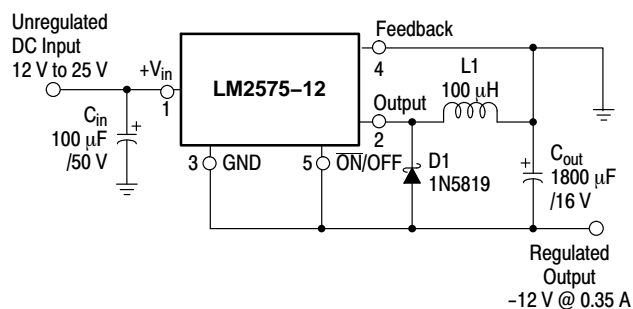 Unregulated
DC Input
12 V to 25 V
+Vin
1
Cin
100 μF
/50 V
LM2575–12
Feedback
4
Output
2
3 GND
5 ON/OFF
L1
100 μH
D1
1N5819
Cout
1800 μF
/16 V
Regulated
Output
–12 V @ 0.35 A